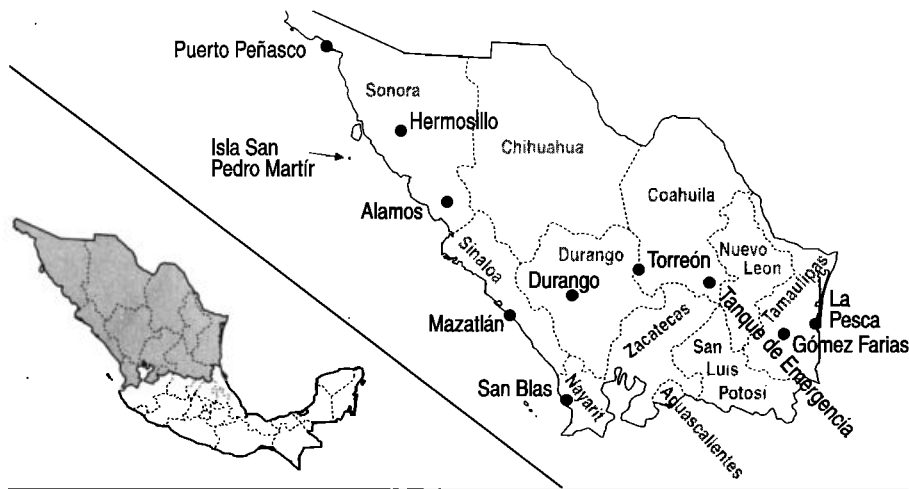 Puerto Peñasco
Sonora
Hermosillo
Chihuahua
Isla San
Pedro Martír
Coahuila
Alamos
Sinaloa
Durango
Nuevo
Leon
Torreón
Durango
Tamaulipas
La
Pesca
Mazatlán
Zacatecas
Tanque de Emergencia
San
Luis
Potosí
Gómez Farias
San Blas
Nayarit
Aguascalientes